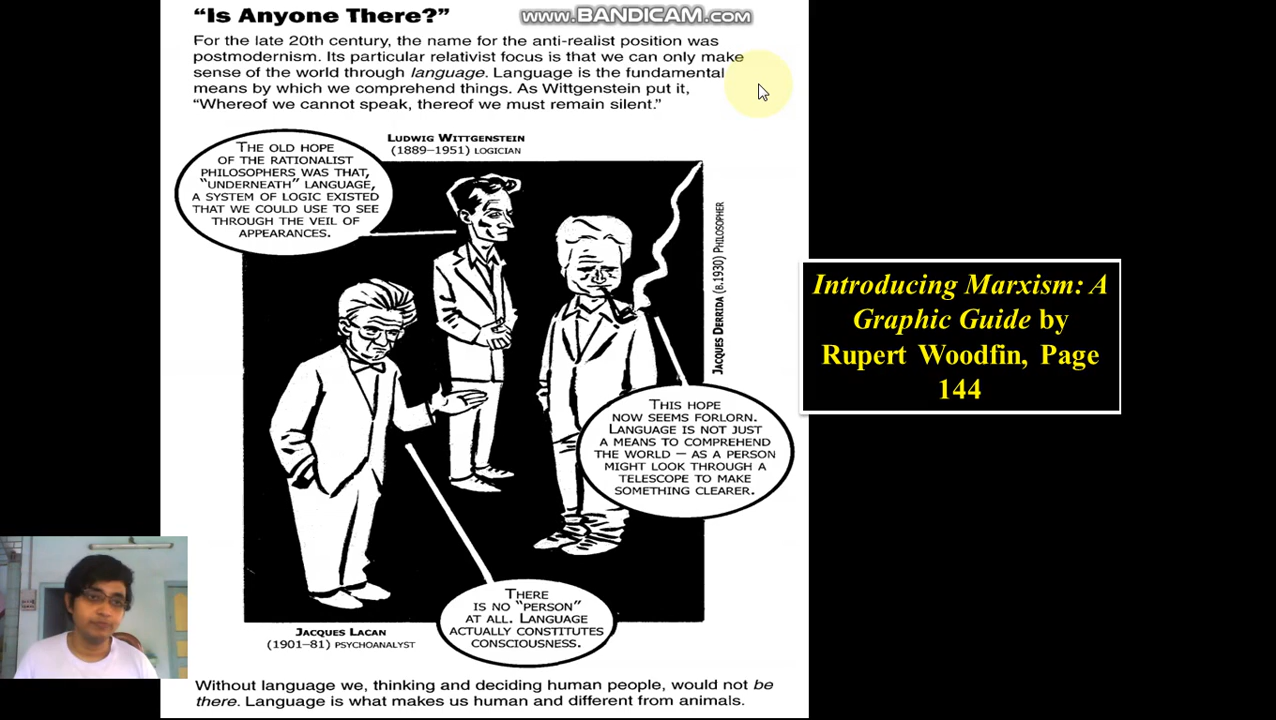 "Is Anyone There?"
www.BANDICAM.com
For the late 20th century, the name for the anti-realist position was
postmodernism. Its particular relativist focus is that we can only make
sense of the world through language. Language is the fundamental
means by which we comprehend things. As Wittgenstein put it,
"Whereof we cannot speak, thereof we must remain silent."
LUDWIG WITTGENSTEIN
(1889–1951) LOGICIAN
THE OLD HOPE
OF THE RATIONALIST
PHILOSOPHERS WAS THAT,
"UNDERNEATH" LANGUAGE,
A SYSTEM OF LOGIC EXISTED
THAT WE COULD USE TO SEE
THROUGH THE VEIL OF
APPEARANCES.
JACQUES DERRIDA (B.1930) PHILOSOPHER
THIS HOPE
NOW SEEMS FORLORN.
LANGUAGE IS NOT JUST
A MEANS TO COMPREHEND
THE WORLD – AS A PERSON
MIGHT LOOK THROUGH A
TELESCOPE TO MAKE
SOMETHING CLEARER.
THERE
IS NO "PERSON"
AT ALL. LANGUAGE
ACTUALLY CONSTITUTES
CONSCIOUSNESS.
JACQUES LACAN
(1901–81) PSYCHOANALYST
Without language we, thinking and deciding human people, would not be
there. Language is what makes us human and different from animals.
Introducing Marxism: A
Graphic Guide by
Rupert Woodfin, Page
144